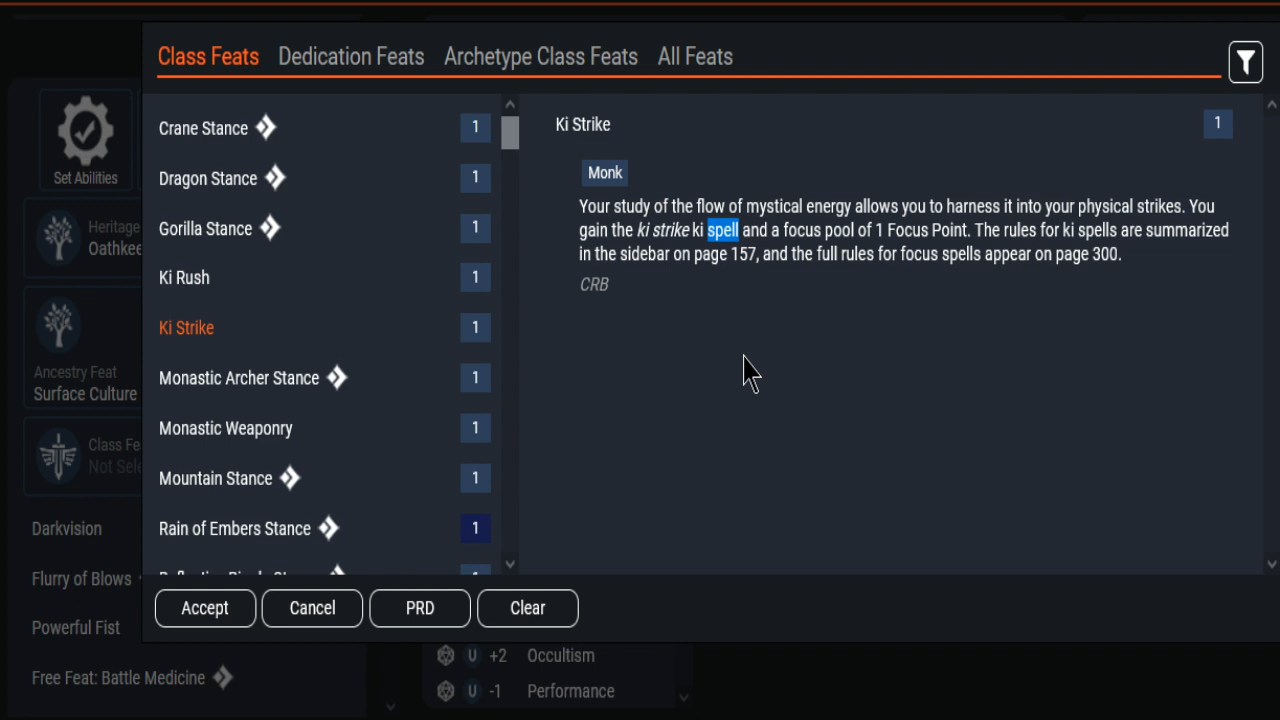 Class Feats Dedication Feats Archetype Class Feats All Feats
Crane Stance 1
Dragon Stance 1
Gorilla Stance 1
Ki Rush 1
Ki Strike 1
Monastic Archer Stance 1
Monastic Weaponry 1
Mountain Stance 1
Rain of Embers Stance 1
Ki Strike 1
Monk
Your study of the flow of mystical energy allows you to harness it into your physical strikes. You
gain the ki strike ki spell and a focus pool of 1 Focus Point. The rules for ki spells are summarized
in the sidebar on page 157, and the full rules for focus spells appear on page 300.
CRB
Accept Cancel PRD Clear
Set Abilities
Heritage
Ancestry Feat
Surface Culture
Class Fe
Darkvision
Flurry of Blows
Powerful Fist
Free Feat: Battle Medicine
U +2 Occultism
U -1 Performance